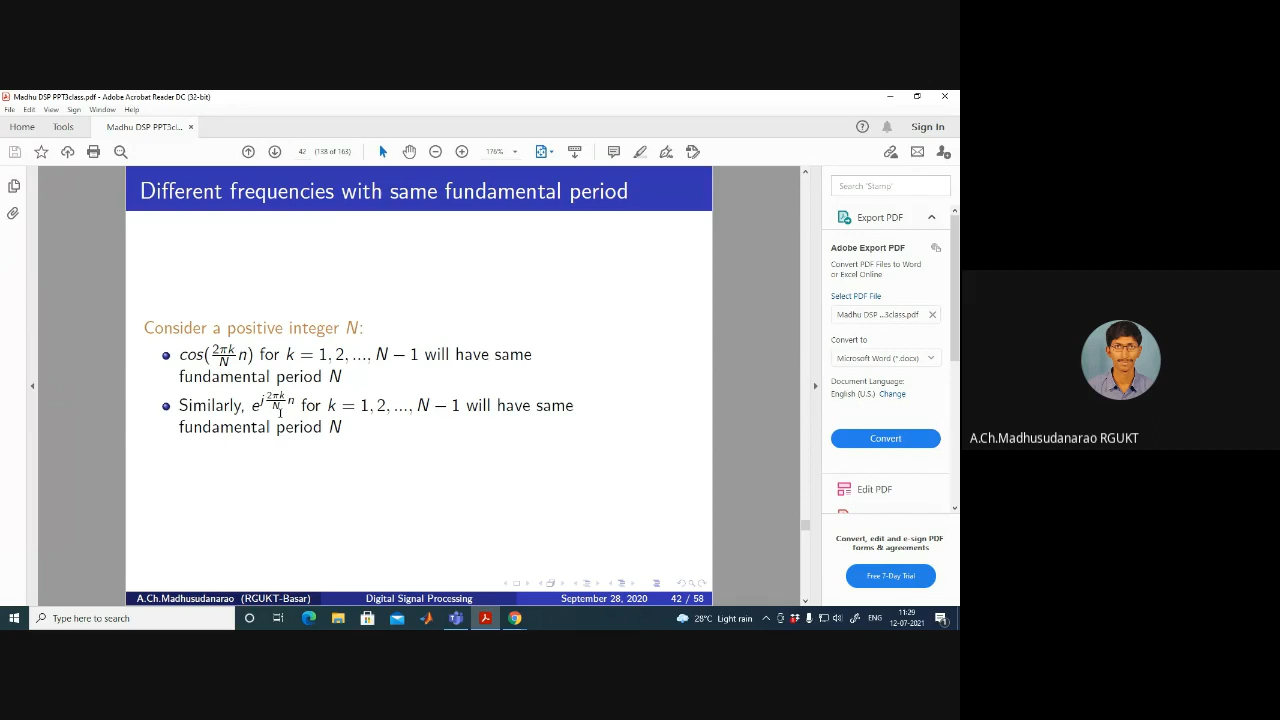 Madhu DSP PPT3class.pdf - Adobe Acrobat Reader DC (32-bit)
File Edit View Sign Window Help
Home Tools Madhu DSP PPT3cl... × Sign In
42 (138 of 163) 176%
Different frequencies with same fundamental period
Consider a positive integer N:
cos(2πk/N n) for k = 1, 2, ..., N − 1 will have same
fundamental period N
Similarly, e^{j 2πk/N n} for k = 1, 2, ..., N − 1 will have same
fundamental period N
A.Ch.Madhusudanarao (RGUKT-Basar) Digital Signal Processing September 28, 2020 42 / 58
Search 'Stamp'
Export PDF
Adobe Export PDF
Convert PDF Files to Word
or Excel Online
Select PDF File
Madhu DSP ...3class.pdf
Convert to
Microsoft Word (*.docx)
Document Language:
English (U.S.) Change
Convert
Edit PDF
Convert, edit and e-sign PDF
forms & agreements
Free 7-Day Trial
A.Ch.Madhusudanarao RGUKT
Type here to search
28°C Light rain
ENG
11:29
12-07-2021